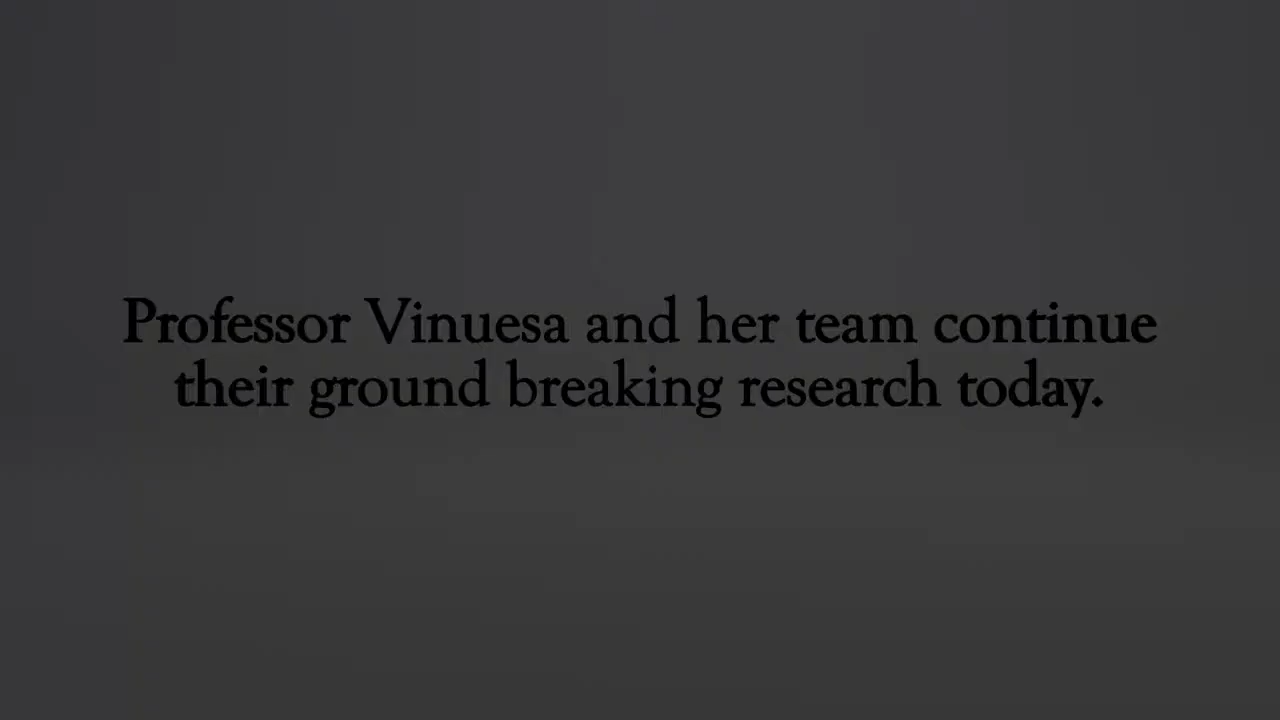 Professor Vinuesa and her team continue
their ground breaking research today.